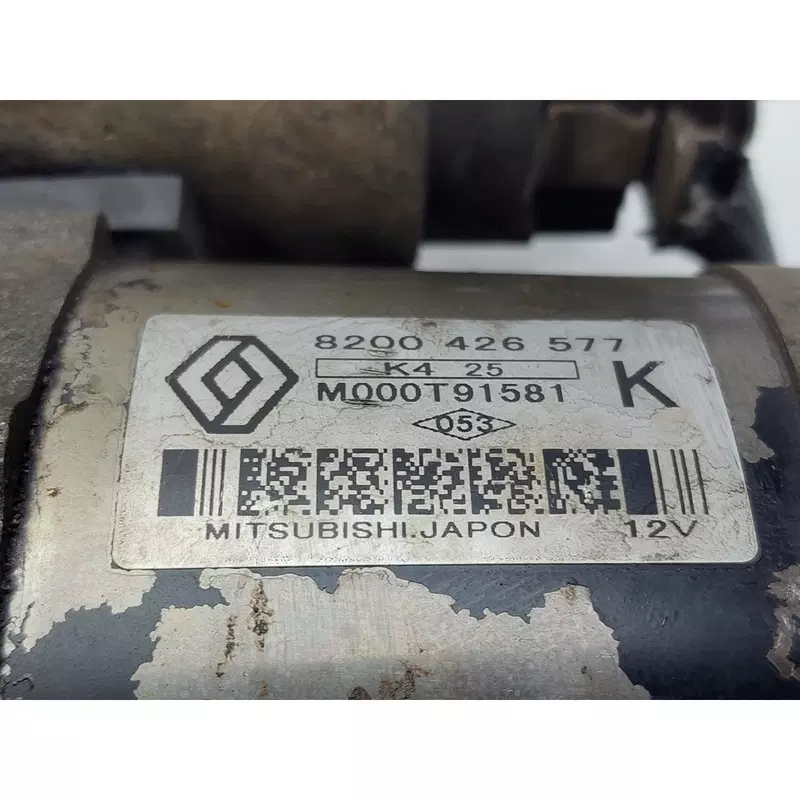 8200 426 577
K4 25
M000T91581 K
053
MITSUBISHI.JAPON 12V